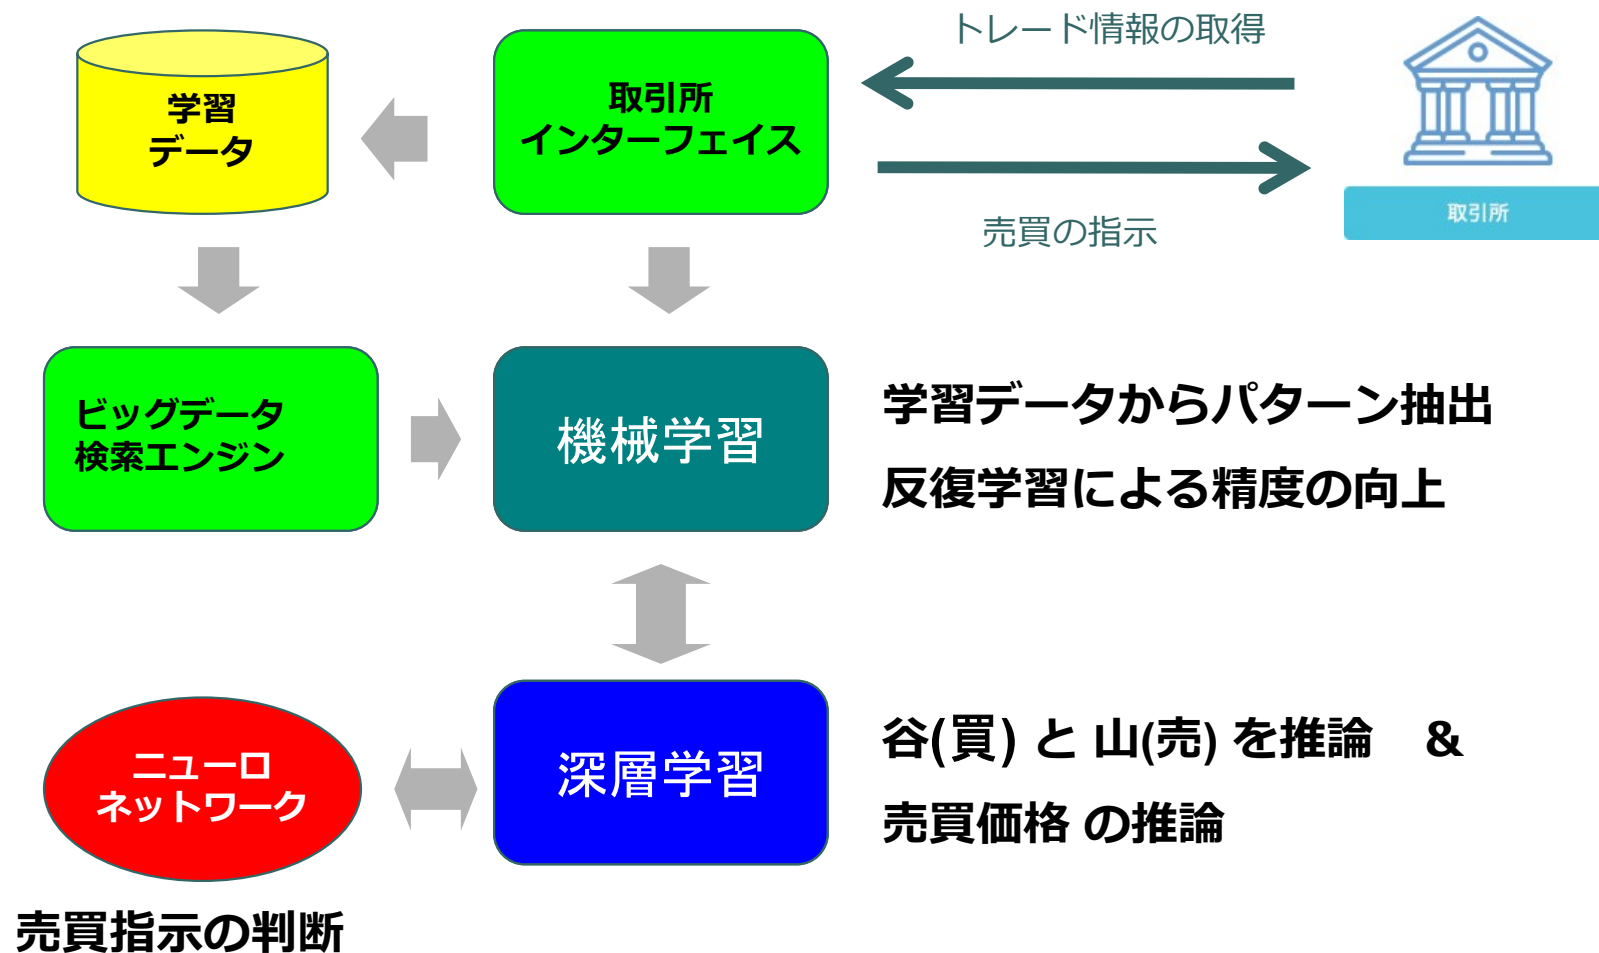 トレード情報の取得
学習
データ
取引所
インターフェイス
取引所
売買の指示
ビッグデータ
検索エンジン
機械学習
学習データからパターン抽出
反復学習による精度の向上
ニューロ
ネットワーク
深層学習
谷(買) と 山(売) を推論　&
売買価格 の推論
売買指示の判断